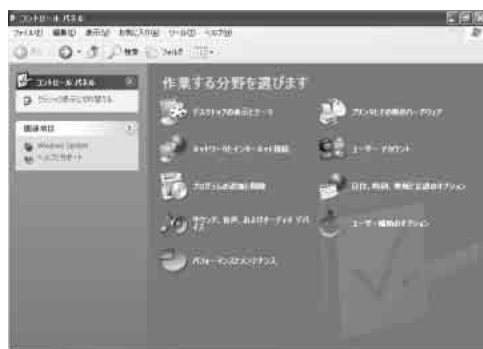 コントロール パネル
ファイル(F) 編集(E) 表示(V) お気に入り(A) ツール(T) ヘルプ(H)
検索 フォルダ
コントロール パネル
クラシック表示に切り替える
関連項目
Windows Update
ヘルプとサポート
作業する分野を選びます
デスクトップの表示とテーマ
プリンタとその他のハードウェア
ネットワークとインターネット接続
ユーザー アカウント
プログラムの追加と削除
日付、時刻、地域と言語のオプション
サウンド、音声、およびオーディオ デバ
イス
ユーザー補助のオプション
パフォーマンスとメンテナンス